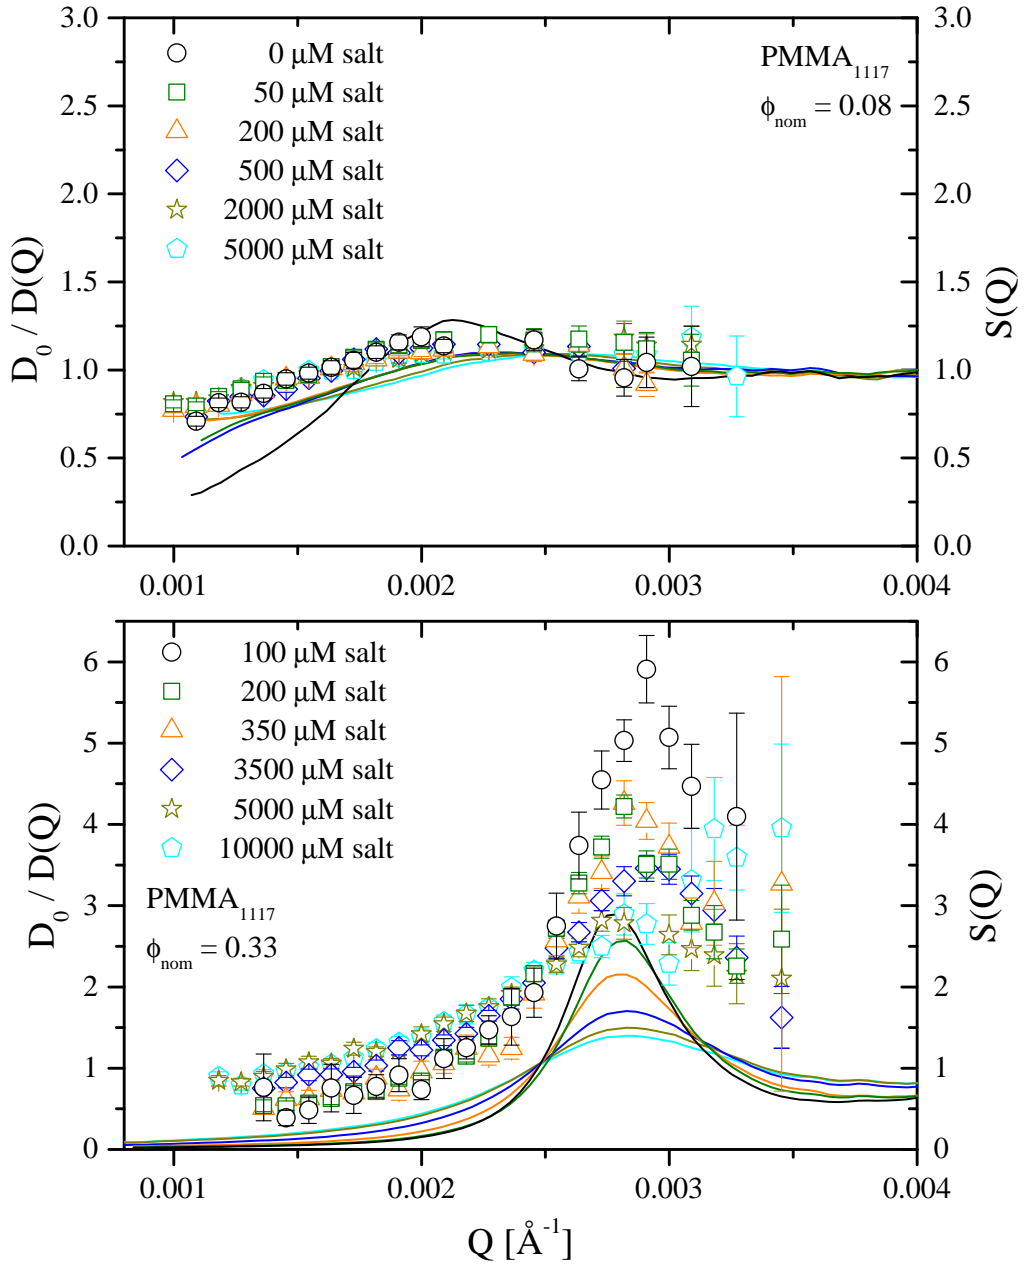 3.0
2.5
2.0
1.5
1.0
0.5
0.0
D0 / D(Q)
0 μM salt
50 μM salt
200 μM salt
500 μM salt
2000 μM salt
5000 μM salt
PMMA1117
ϕnom = 0.08
3.0
2.5
2.0
1.5
1.0
0.5
0.0
S(Q)
0.001
0.002
0.003
0.004
6
5
4
3
2
1
0
D0 / D(Q)
100 μM salt
200 μM salt
350 μM salt
3500 μM salt
5000 μM salt
10000 μM salt
PMMA1117
ϕnom = 0.33
6
5
4
3
2
1
0
S(Q)
0.001
0.002
0.003
0.004
Q [Å-1]